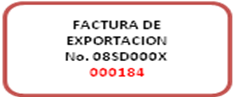 FACTURA DE
EXPORTACION
No. 08SD000X
000184